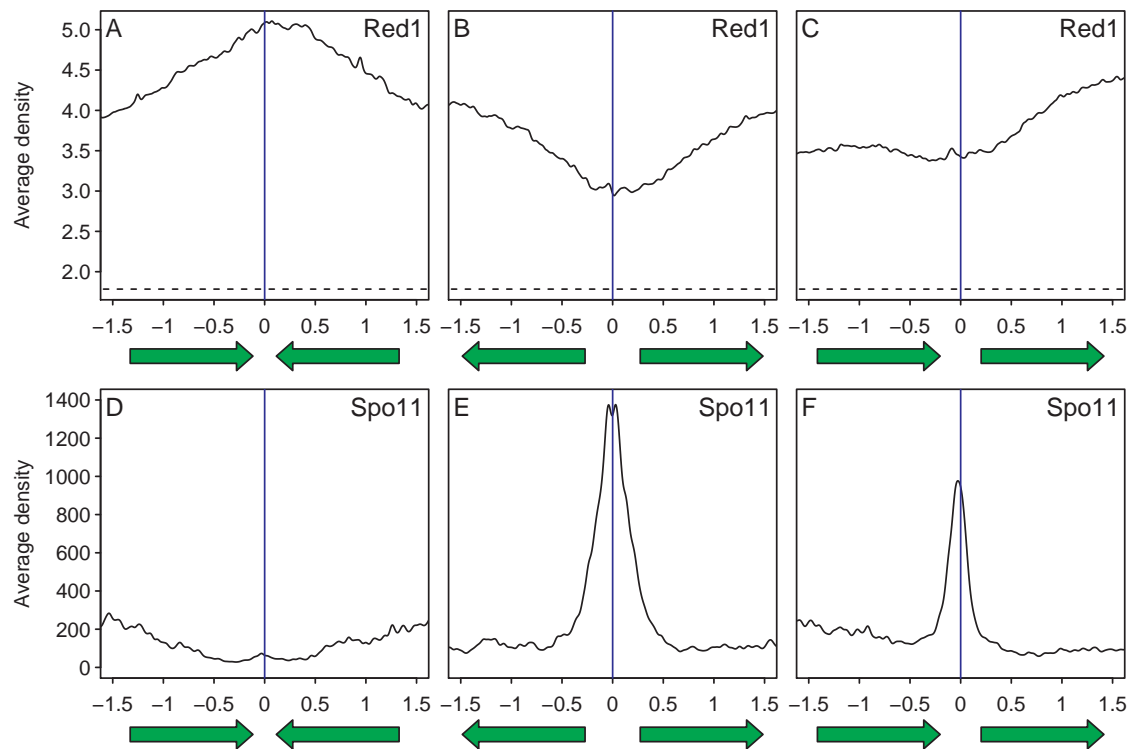 A Red1
B Red1
C Red1
Average density
5.0
4.5
4.0
3.5
3.0
2.5
2.0
−1.5 −1 −0.5 0 0.5 1 1.5
−1.5 −1 −0.5 0 0.5 1 1.5
−1.5 −1 −0.5 0 0.5 1 1.5
D Spo11
E Spo11
F Spo11
Average density
1400
1200
1000
800
600
400
200
0
−1.5 −1 −0.5 0 0.5 1 1.5
−1.5 −1 −0.5 0 0.5 1 1.5
−1.5 −1 −0.5 0 0.5 1 1.5